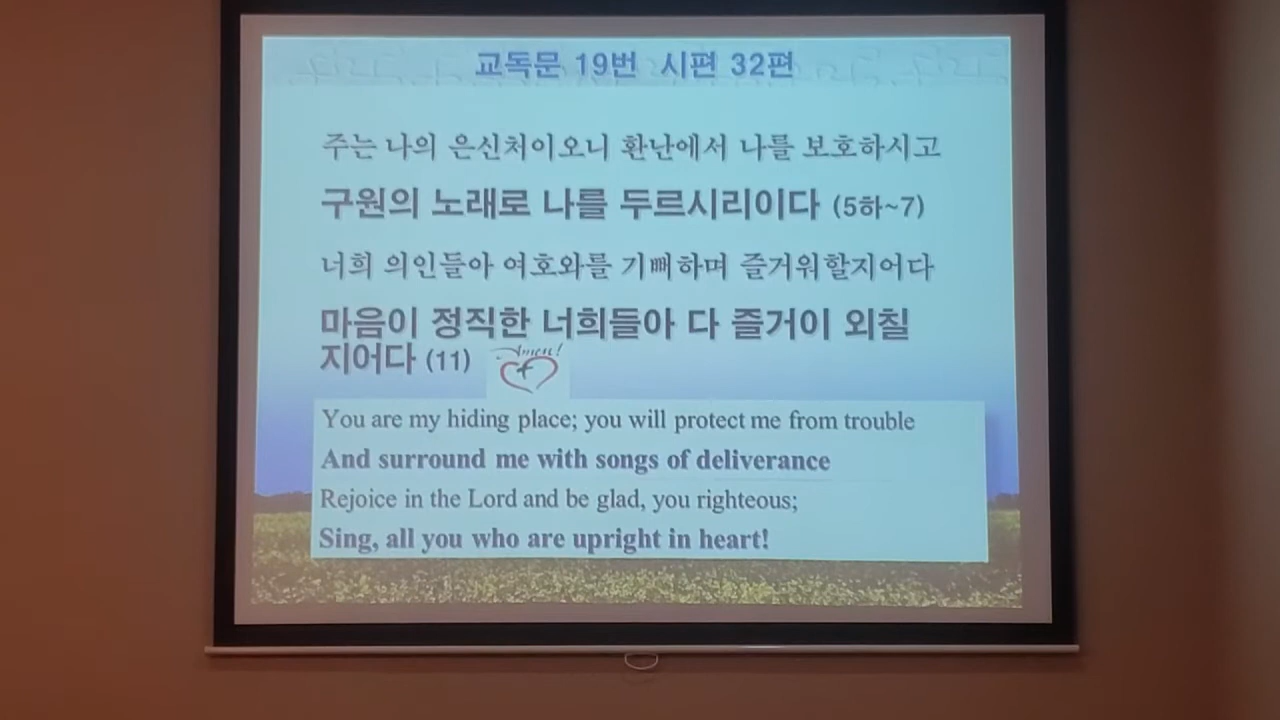 교독문 19번 시편 32편
주는 나의 은신처이오니 환난에서 나를 보호하시고
구원의 노래로 나를 두르시리이다 (5하~7)
너희 의인들아 여호와를 기뻐하며 즐거워할지어다
마음이 정직한 너희들아 다 즐거이 외칠
지어다 (11)
Amen!
You are my hiding place; you will protect me from trouble
And surround me with songs of deliverance
Rejoice in the Lord and be glad, you righteous;
Sing, all you who are upright in heart!